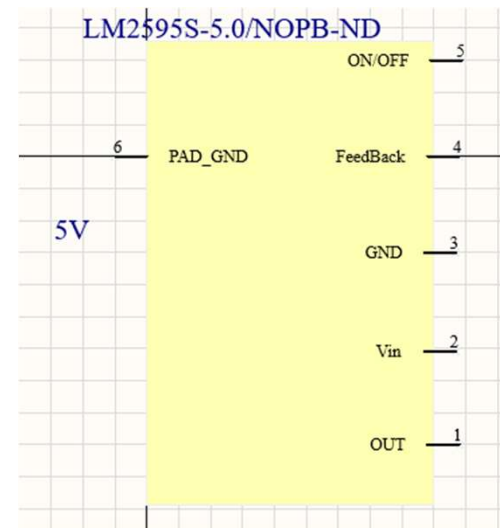 LM2595S-5.0/NOPB-ND
ON/OFF 5
6 PAD_GND FeedBack 4
5V
GND 3
Vin 2
OUT 1